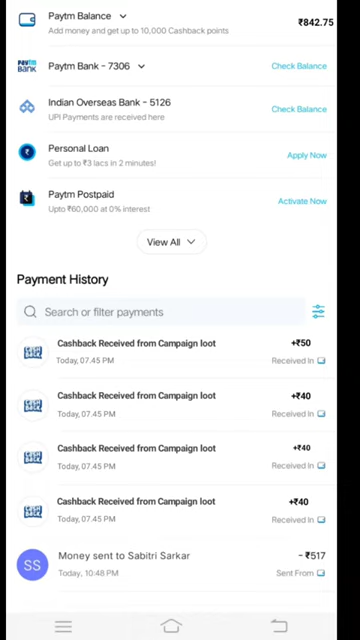 Paytm Balance
₹842.75
Add money and get up to 10,000 Cashback points
paytm BANK
Paytm Bank - 7306
Check Balance
Indian Overseas Bank - 5126
UPI Payments are received here
Check Balance
Personal Loan
Get up to ₹3 lacs in 2 minutes!
Apply Now
Paytm Postpaid
Upto ₹60,000 at 0% interest
Activate Now
View All
Payment History
Search or filter payments
Cashback Received from Campaign loot
+₹50
Today, 07.45 PM
Received In
Cashback Received from Campaign loot
+₹40
Today, 07.45 PM
Received In
Cashback Received from Campaign loot
+₹40
Today, 07.45 PM
Received In
Cashback Received from Campaign loot
+₹40
Today, 07.45 PM
Received In
SS
Money sent to Sabitri Sarkar
- ₹517
Today, 10:48 PM
Sent From